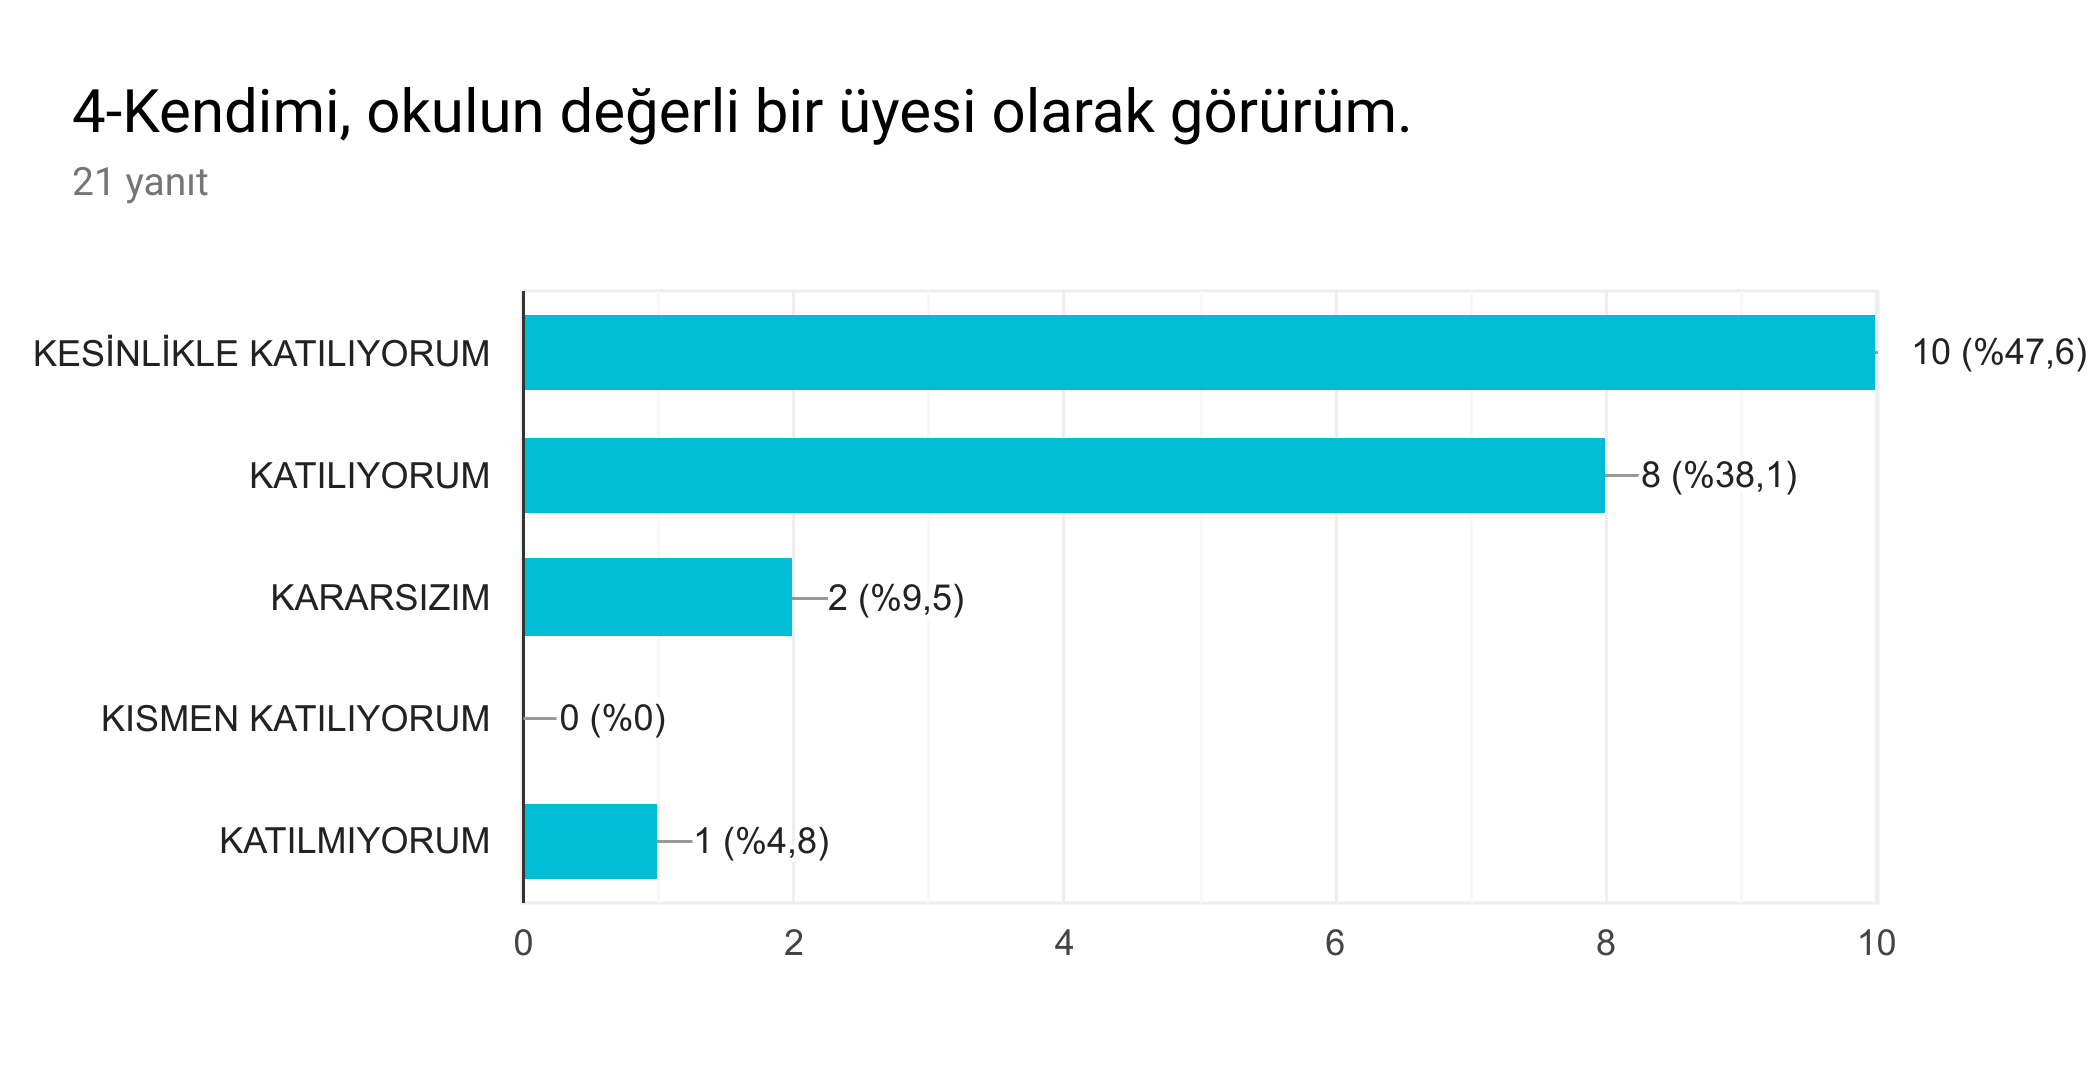 4-Kendimi, okulun değerli bir üyesi olarak görürüm.
21 yanıt
KESİNLİKLE KATILIYORUM 10 (%47,6)
KATILIYORUM 8 (%38,1)
KARARSIZIM 2 (%9,5)
KISMEN KATILIYORUM 0 (%0)
KATILMIYORUM 1 (%4,8)
0 2 4 6 8 10